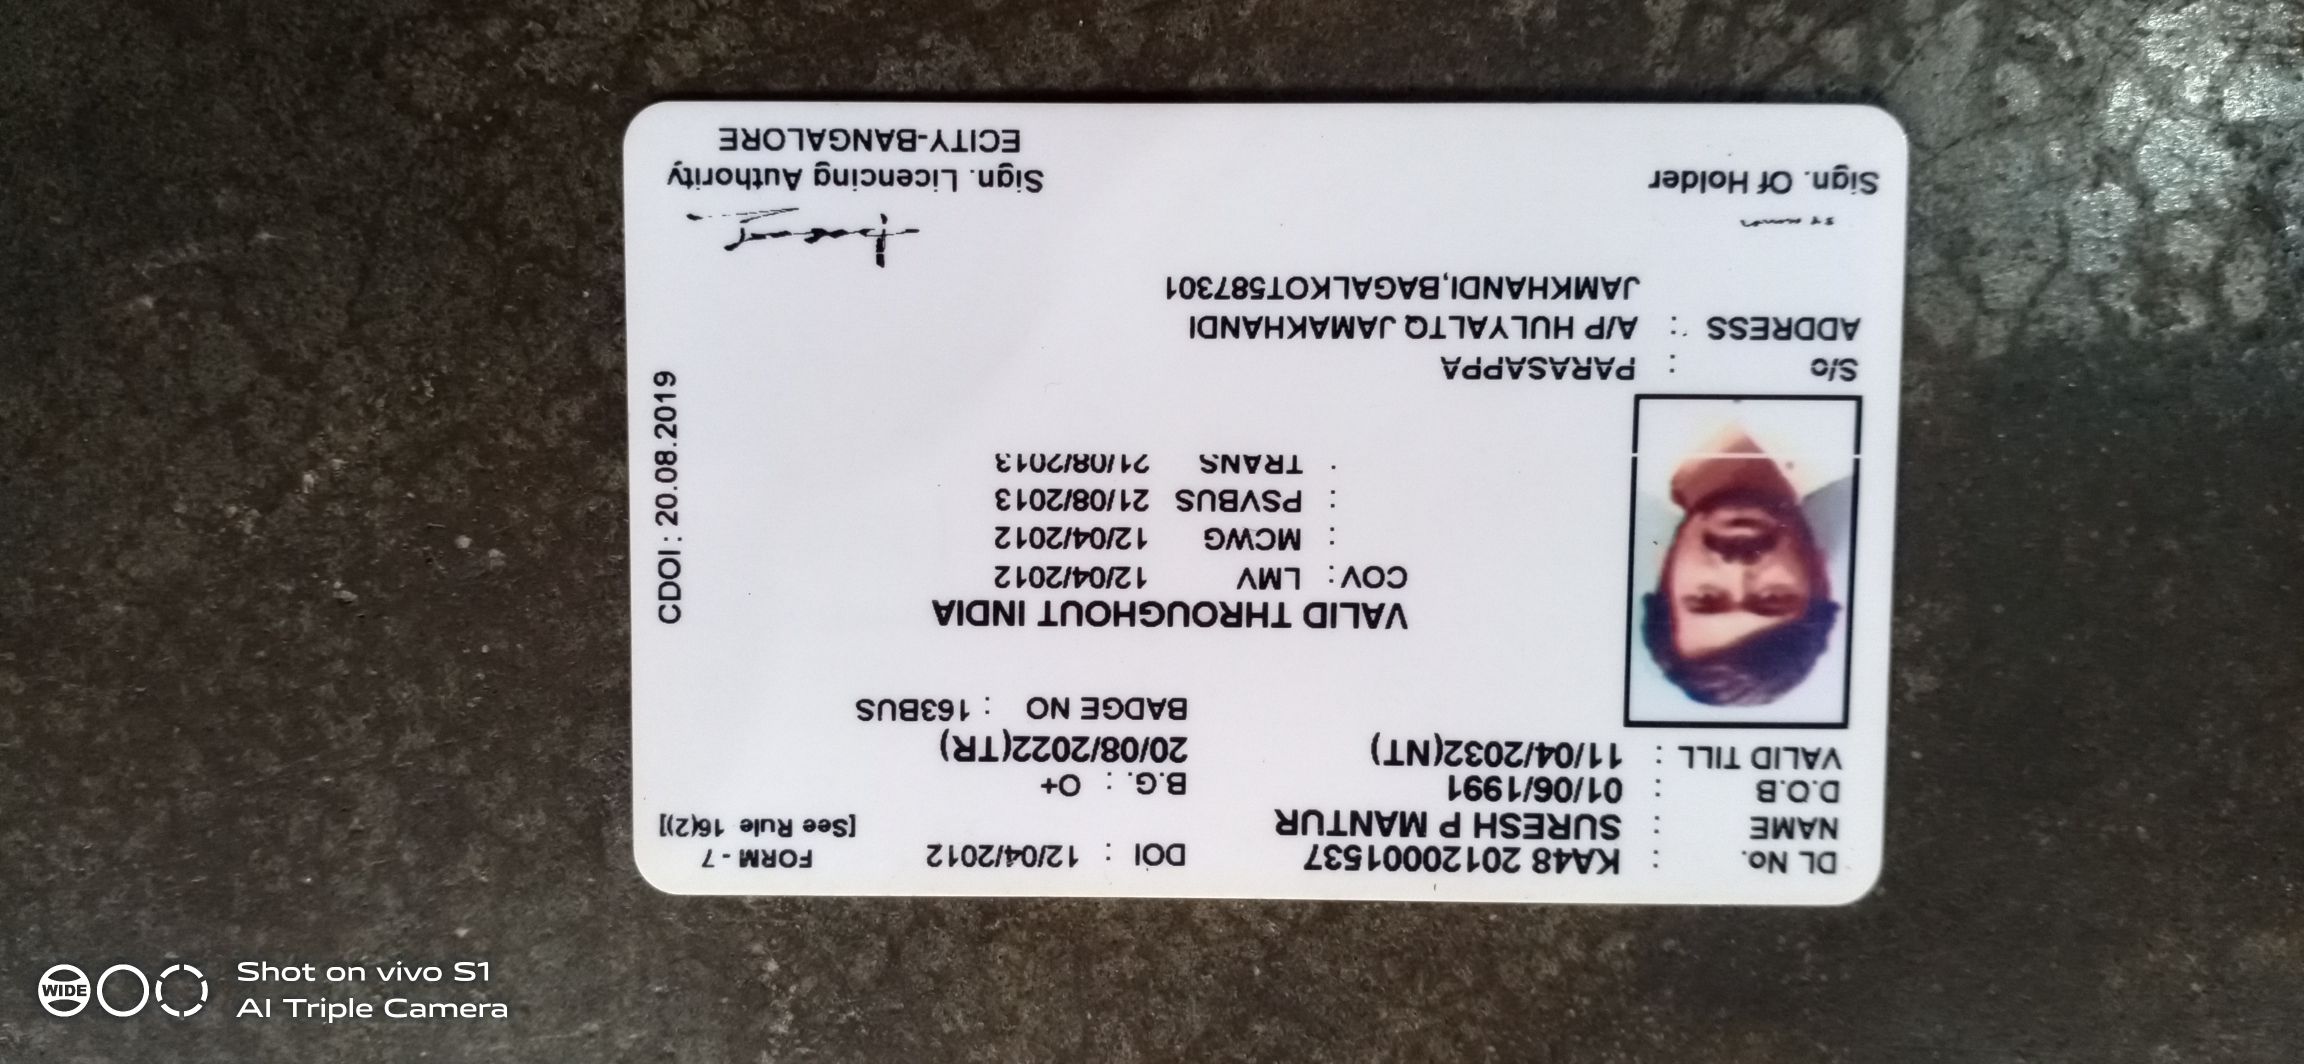 DL No. : KA48 20120001537 DOI : 12/04/2012 FORM - 7
NAME : SURESH P MANTUR [See Rule 16(2)]
D.O.B : 01/06/1991 B.G. : O+
VALID TILL : 11/04/2032(NT) 20/08/2022(TR)
BADGE NO : 163BUS
VALID THROUGHOUT INDIA
COV : LMV 12/04/2012
: MCWG 12/04/2012
: PSVBUS 21/08/2013
: TRANS 21/08/2013
CDOI : 20.08.2019
S/o : PARASAPPA
ADDRESS : A/P HULYALTQ JAMAKHANDI
JAMKHANDI,BAGALKOT587301
Sign. Of Holder
Sign. Licencing Authority
ECITY-BANGALORE
WIDE
Shot on vivo S1
AI Triple Camera